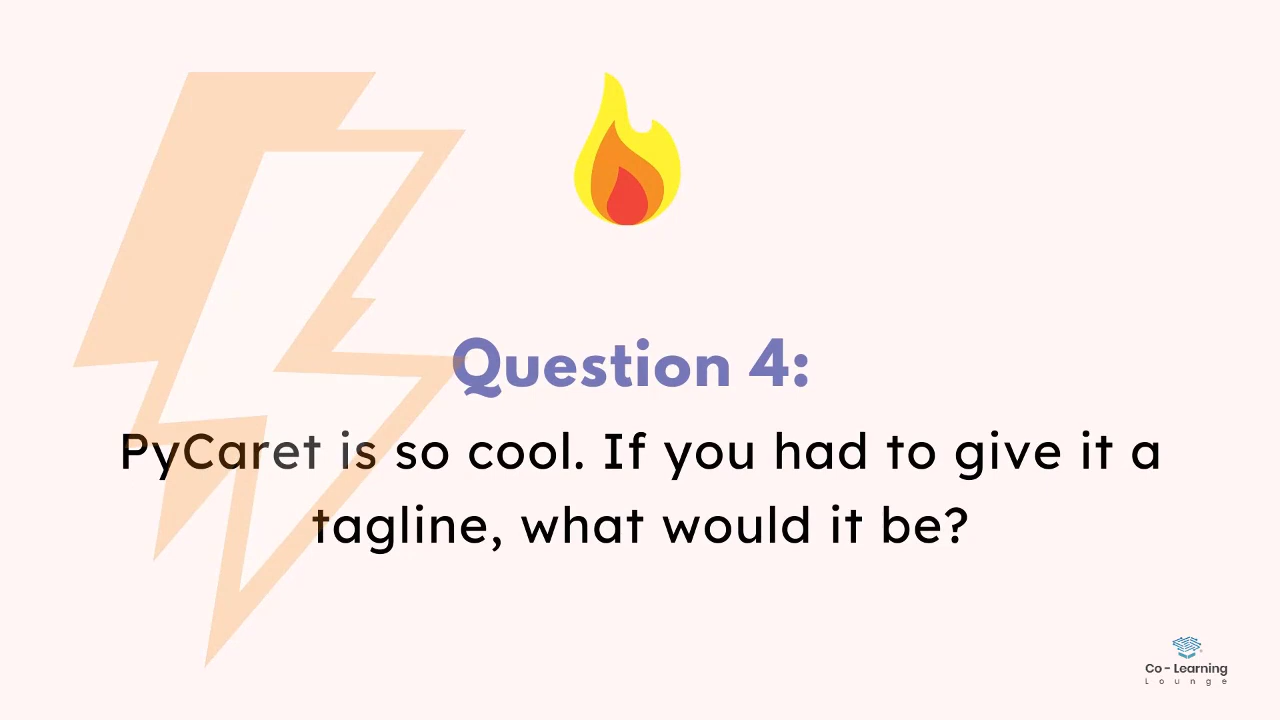 Question 4:
PyCaret is so cool. If you had to give it a
tagline, what would it be?
Co-Learning
Lounge